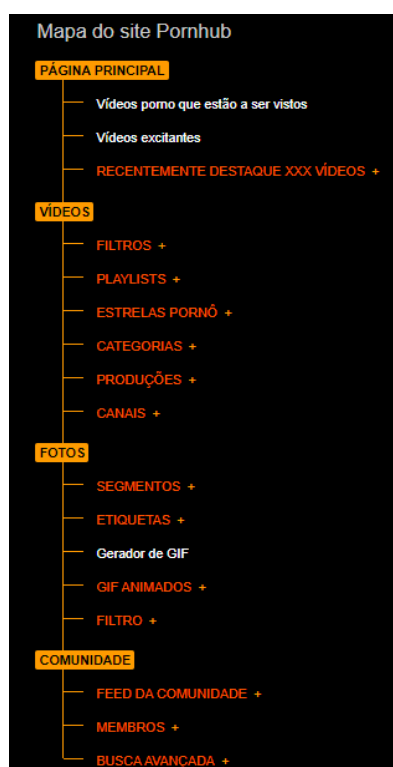 Mapa do site Pornhub
PÁGINA PRINCIPAL
Vídeos porno que estão a ser vistos
Vídeos excitantes
RECENTEMENTE DESTAQUE XXX VÍDEOS +
VÍDEOS
FILTROS +
PLAYLISTS +
ESTRELAS PORNÔ +
CATEGORIAS +
PRODUÇÕES +
CANAIS +
FOTOS
SEGMENTOS +
ETIQUETAS +
Gerador de GIF
GIF ANIMADOS +
FILTRO +
COMUNIDADE
FEED DA COMUNIDADE +
MEMBROS +
BUSCA AVANÇADA +